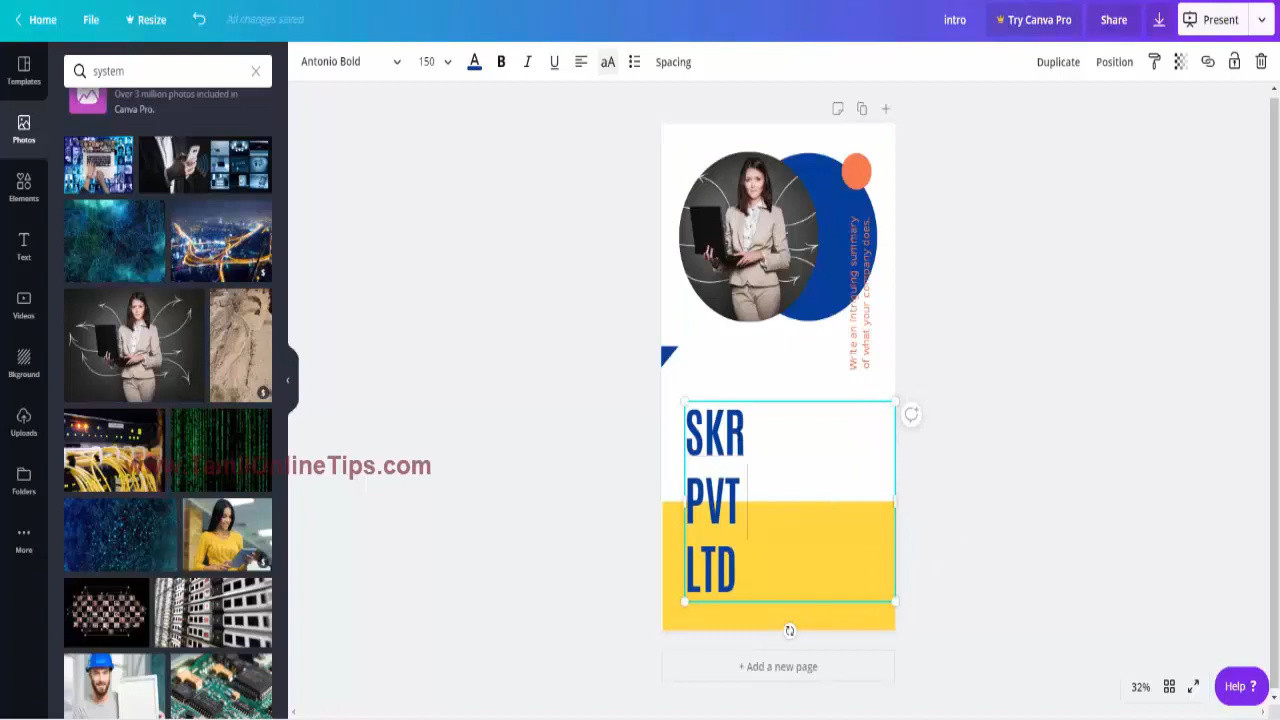 Home
File
Resize
All changes saved
intro
Try Canva Pro
Share
Present
Antonio Bold
150
A
B
I
U
aA
Spacing
Duplicate
Position
Templates
Photos
Elements
Text
Videos
Bkground
Uploads
Folders
More
system
Over 3 million photos included in
Canva Pro.
Write an intriguing summary
of what your company does.
SKR
PVT
LTD
www.TamilOnlineTips.com
+ Add a new page
32%
Help ?